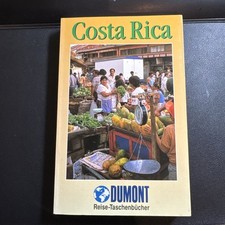 Costa Rica
DUMONT
Reise-Taschenbücher